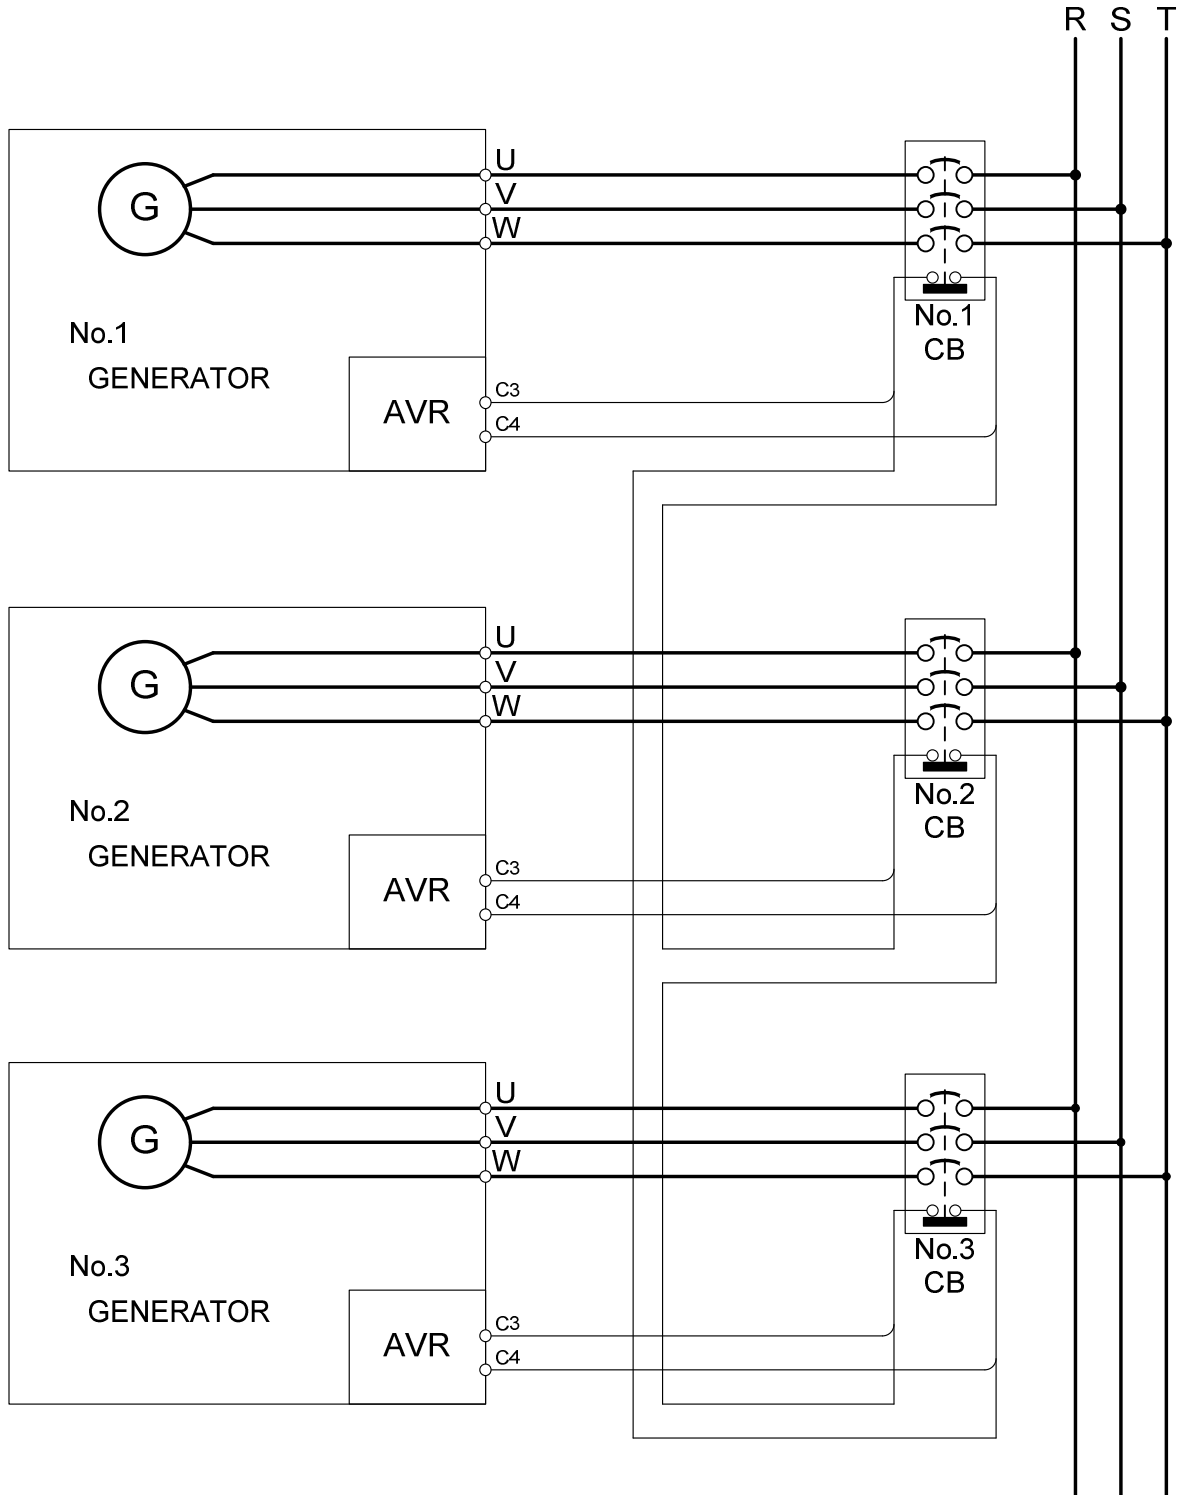 R S T
U
V
G
W
No.1
GENERATOR
No.1
CB
AVR
C3
C4
U
V
G
W
No.2
GENERATOR
No.2
CB
AVR
C3
C4
U
V
G
W
No.3
GENERATOR
No.3
CB
AVR
C3
C4